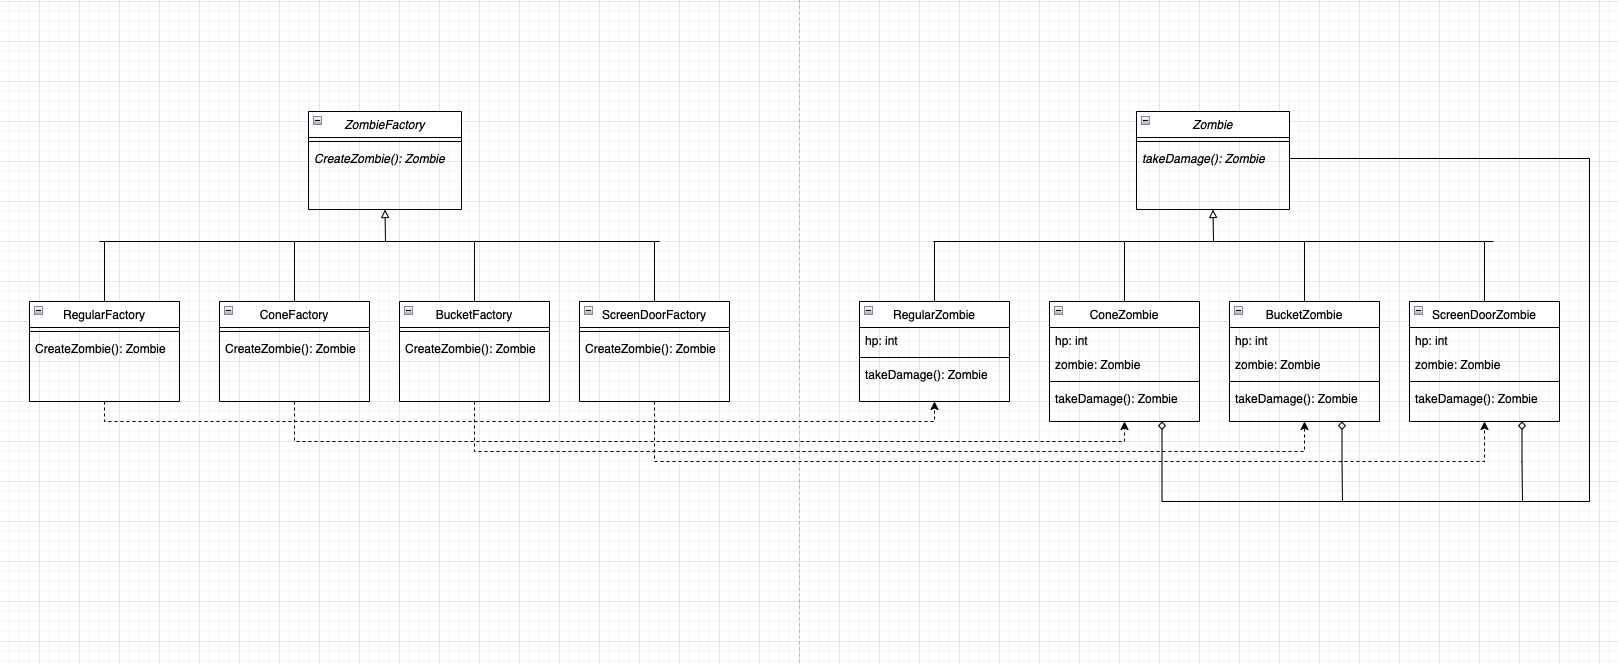 ZombieFactory
CreateZombie(): Zombie
Zombie
takeDamage(): Zombie
RegularFactory
CreateZombie(): Zombie
ConeFactory
CreateZombie(): Zombie
BucketFactory
CreateZombie(): Zombie
ScreenDoorFactory
CreateZombie(): Zombie
RegularZombie
hp: int
takeDamage(): Zombie
ConeZombie
hp: int
zombie: Zombie
takeDamage(): Zombie
BucketZombie
hp: int
zombie: Zombie
takeDamage(): Zombie
ScreenDoorZombie
hp: int
zombie: Zombie
takeDamage(): Zombie